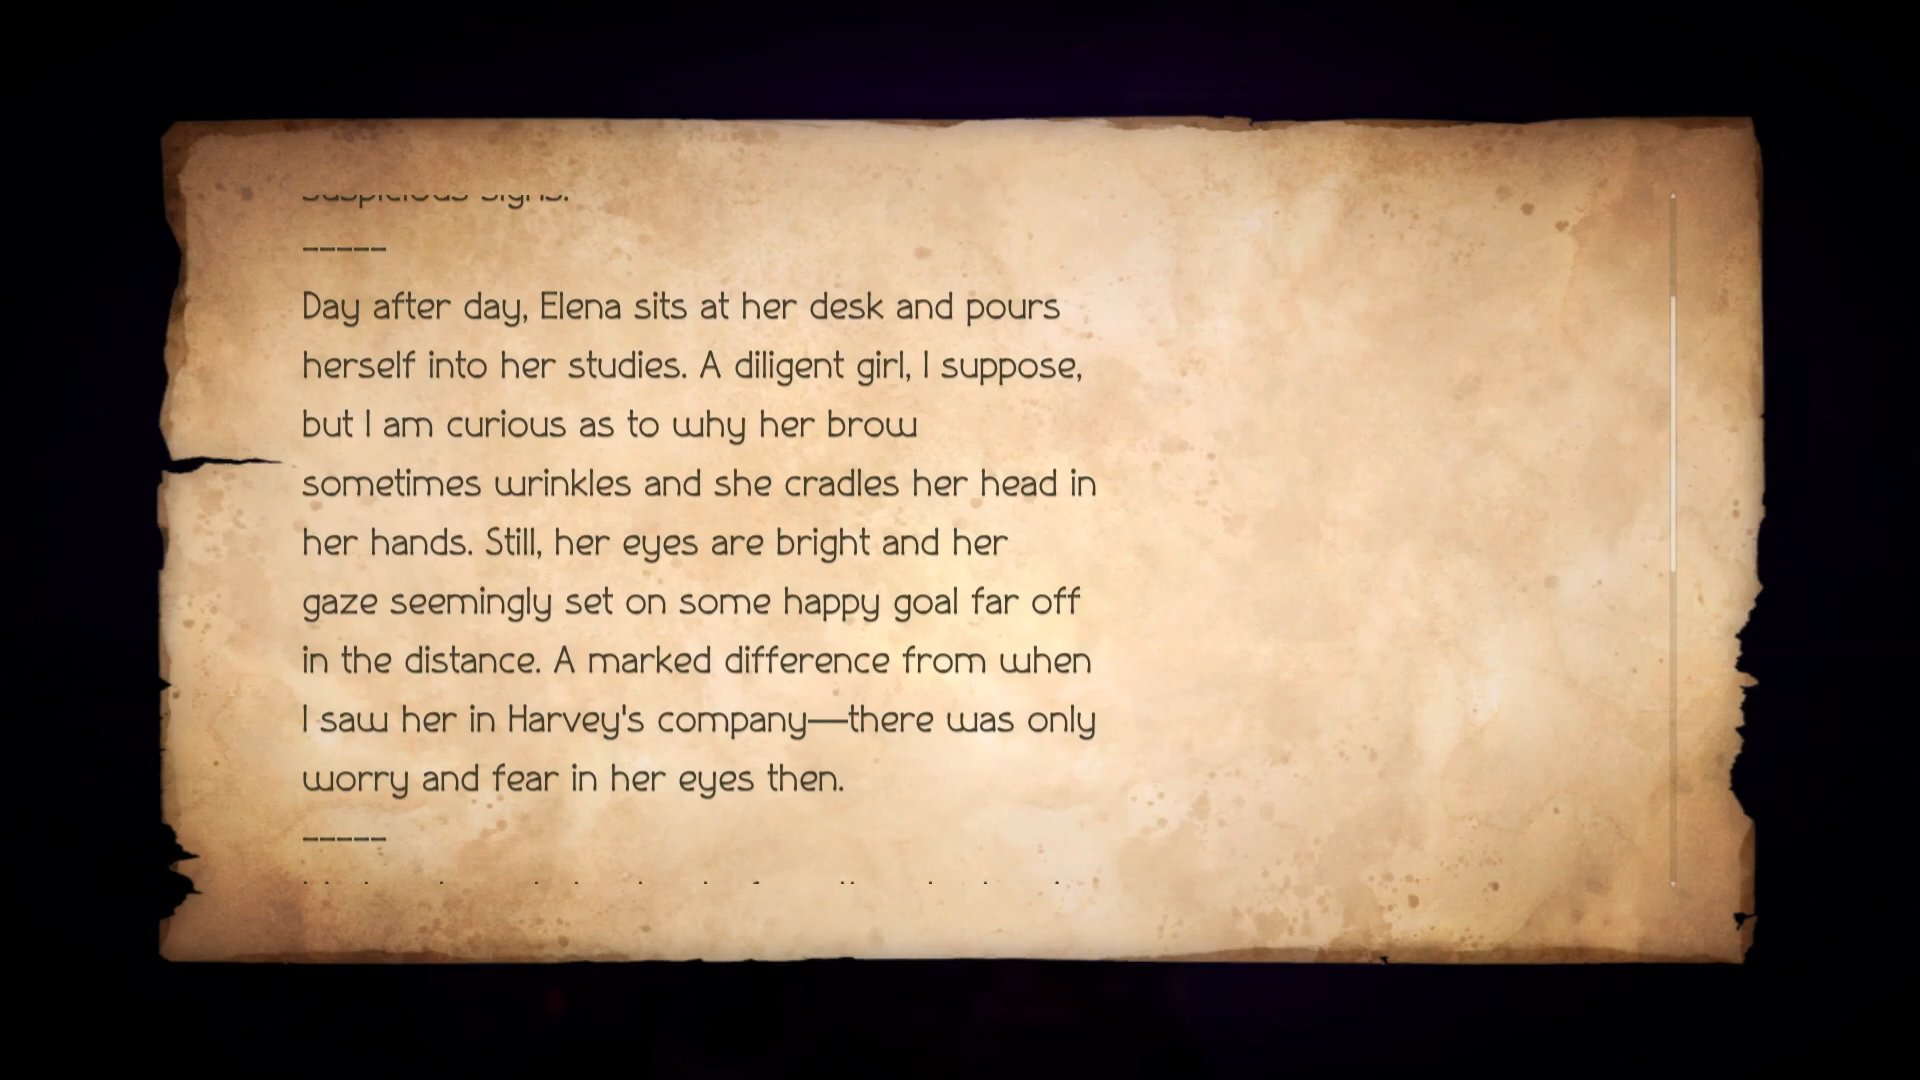 suspicious signs.
-----
Day after day, Elena sits at her desk and pours
herself into her studies. A diligent girl, I suppose,
but I am curious as to why her brow
sometimes wrinkles and she cradles her head in
her hands. Still, her eyes are bright and her
gaze seemingly set on some happy goal far off
in the distance. A marked difference from when
I saw her in Harvey's company—there was only
worry and fear in her eyes then.
-----